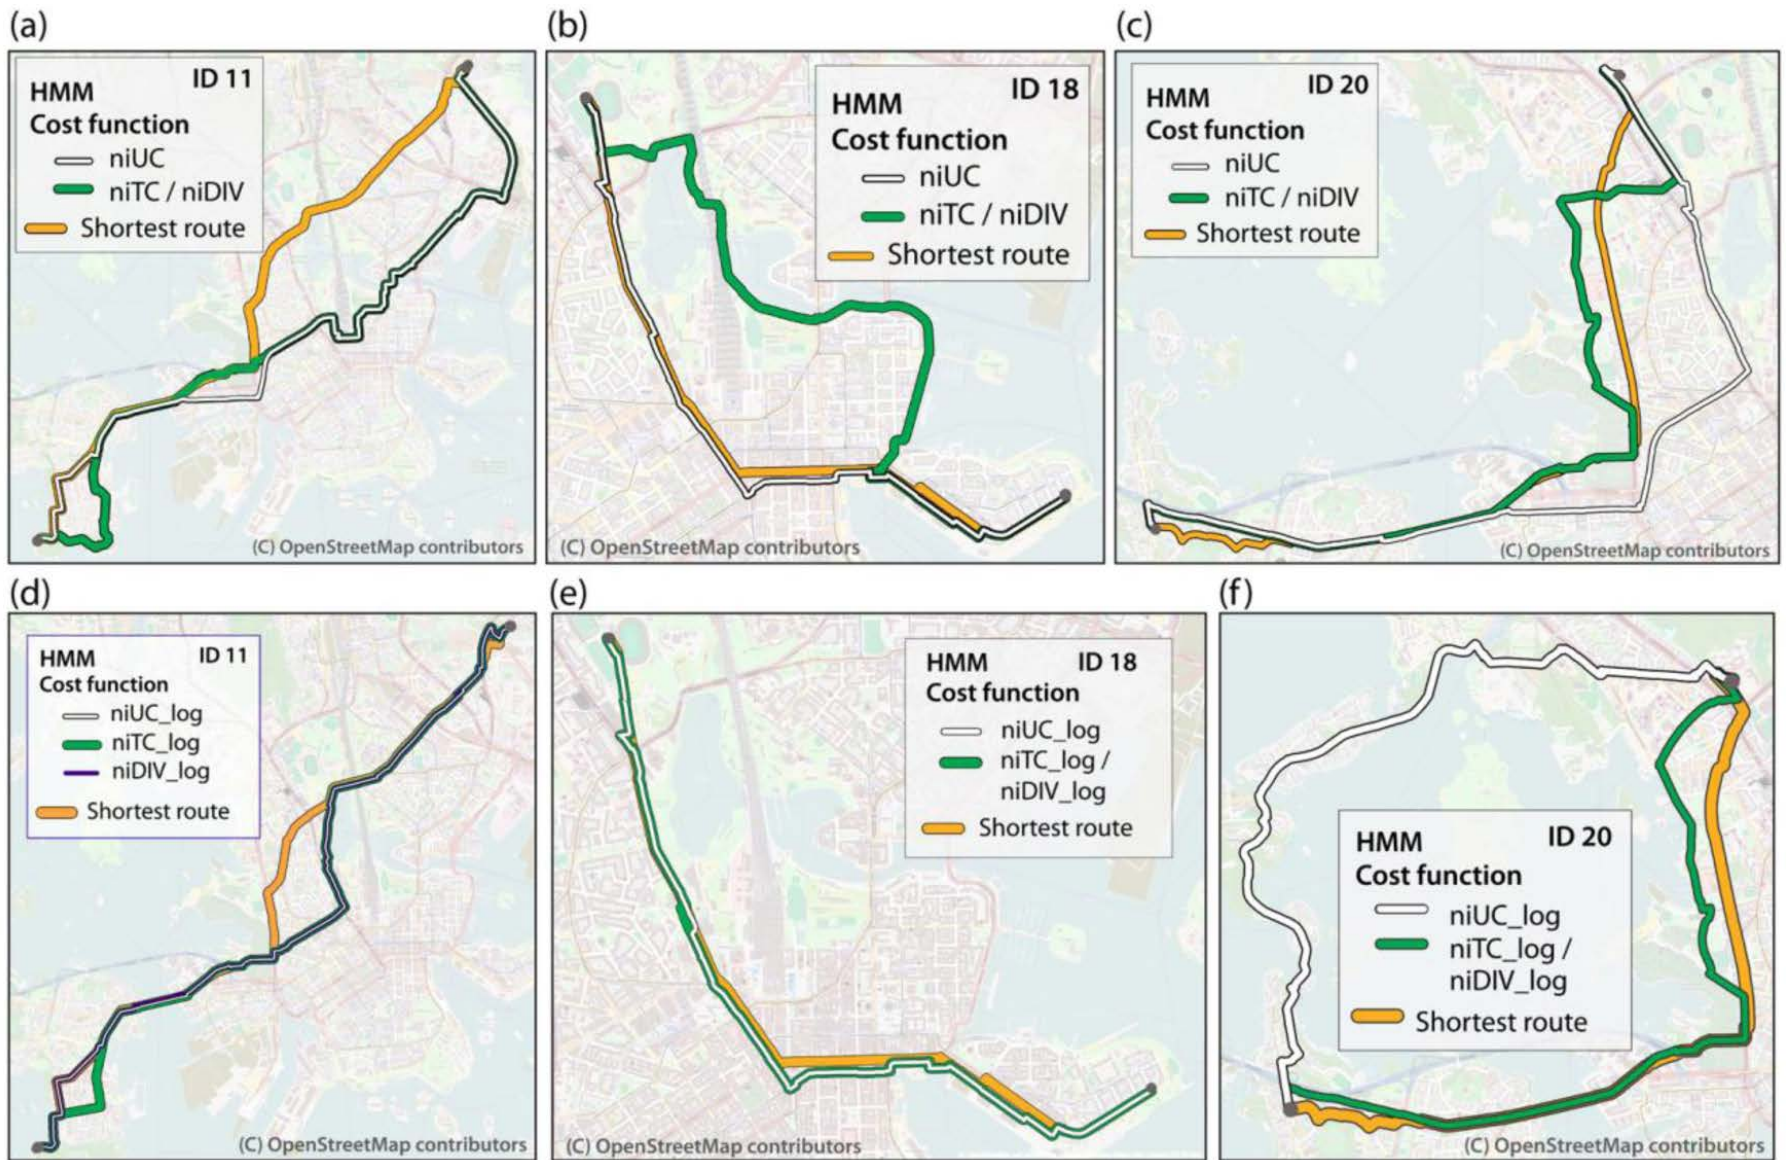 (a)
HMM
ID 11
Cost function
niUC
niTC / niDIV
Shortest route
(C) OpenStreetMap contributors
(b)
HMM
ID 18
Cost function
niUC
niTC / niDIV
Shortest route
(C) OpenStreetMap contributors
(c)
HMM
ID 20
Cost function
niUC
niTC / niDIV
Shortest route
(C) OpenStreetMap contributors
(d)
HMM
ID 11
Cost function
niUC_log
niTC_log
niDIV_log
Shortest route
(C) OpenStreetMap contributors
(e)
HMM
ID 18
Cost function
niUC_log
niTC_log /
niDIV_log
Shortest route
(C) OpenStreetMap contributors
(f)
HMM
ID 20
Cost function
niUC_log
niTC_log /
niDIV_log
Shortest route
(C) OpenStreetMap contributors